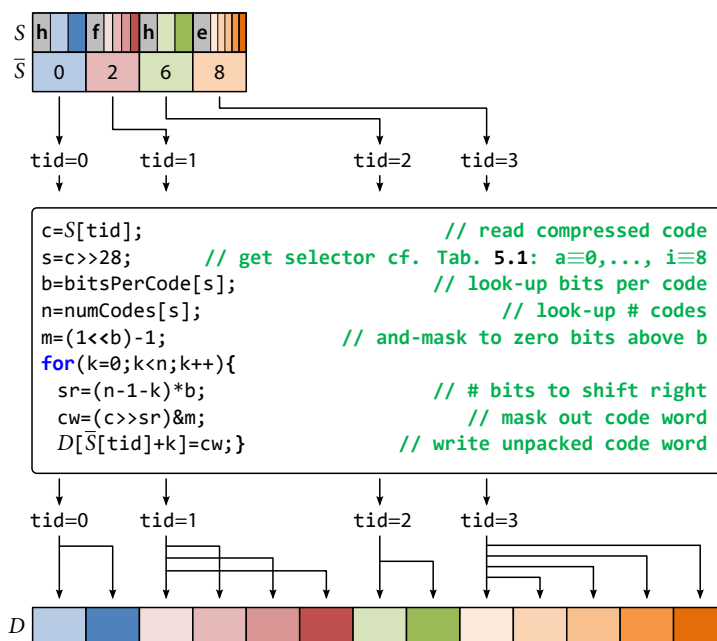 S h f h e
S̅ 0 2 6 8
tid=0 tid=1 tid=2 tid=3
c=S[tid]; // read compressed code
s=c>>28; // get selector cf. Tab. 5.1: a≡0,..., i≡8
b=bitsPerCode[s]; // look-up bits per code
n=numCodes[s]; // look-up # codes
m=(1<<b)-1; // and-mask to zero bits above b
for(k=0;k<n;k++){
sr=(n-1-k)*b; // # bits to shift right
cw=(c>>sr)&m; // mask out code word
D[S̅[tid]+k]=cw;} // write unpacked code word
tid=0 tid=1 tid=2 tid=3
D